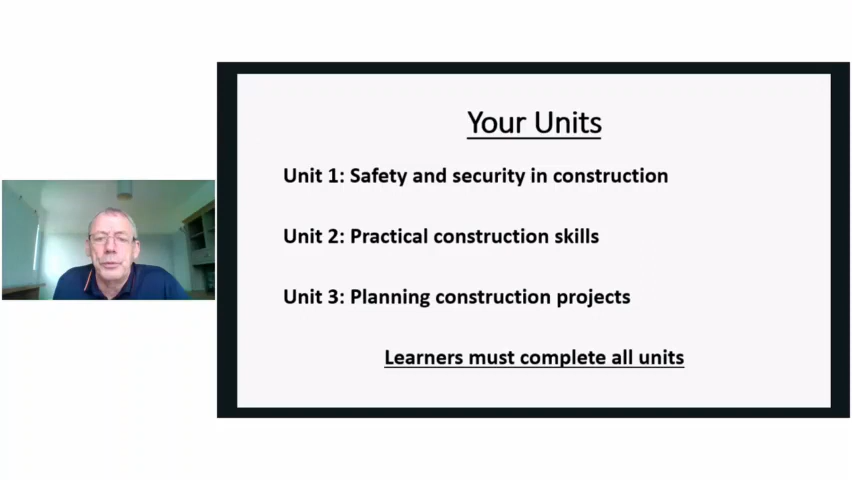 Your Units
Unit 1: Safety and security in construction
Unit 2: Practical construction skills
Unit 3: Planning construction projects
Learners must complete all units